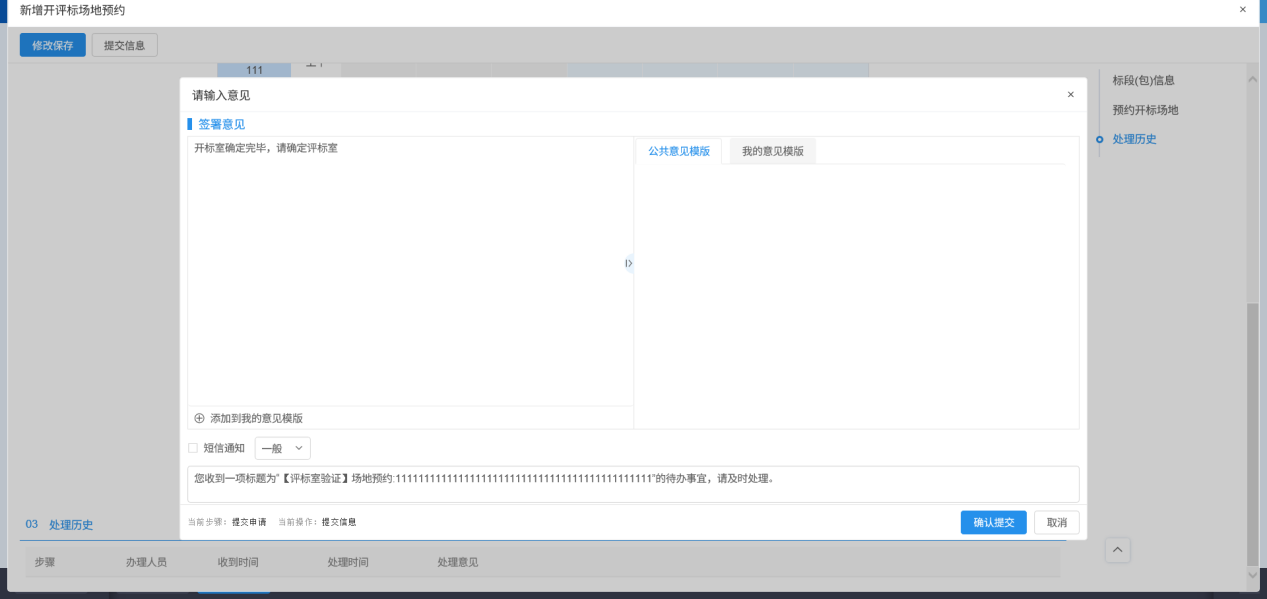 新增开评标场地预约
×
修改保存 提交信息
111
请输入意见 ×
签署意见
开标室确定完毕，请确定评标室
公共意见模版 我的意见模版
添加到我的意见模版
短信通知 一般
您收到一项标题为"【评标室验证】场地预约:11111111111111111111111111111111111111111111111"的待办事宜，请及时处理。
当前步骤：提交申请 当前操作：提交信息
确认提交 取消
标段(包)信息
预约开标场地
处理历史
03 处理历史
步骤 办理人员 收到时间 处理时间 处理意见